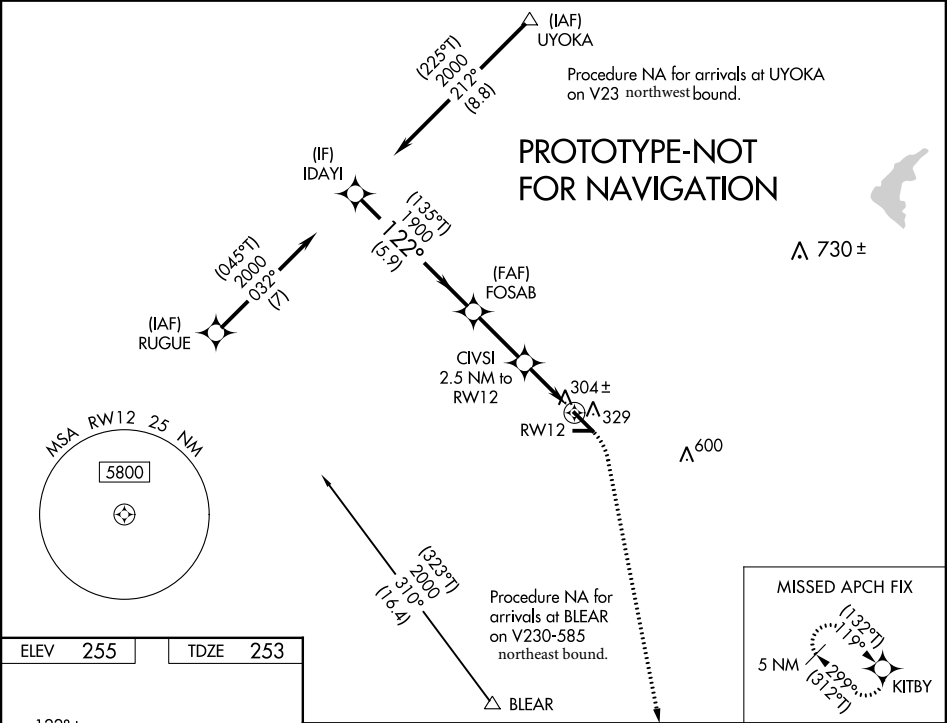 (IAF)
UYOKA
(225°T)
2000
212°
(8.8)
Procedure NA for arrivals at UYOKA
on V23 northwest bound.
PROTOTYPE-NOT
FOR NAVIGATION
(IF)
IDAYI
(135°T)
1900
122°
(5.9)
730 ±
(045°T)
2000
032°
(7)
(IAF)
RUGUE
(FAF)
FOSAB
CIVSI
2.5 NM to
RW12
304 ±
329
RW12
600
MSA RW12 25 NM
5800
(323°T)
2000
310°
(16.4)
Procedure NA for
arrivals at BLEAR
on V230-585
northeast bound.
BLEAR
MISSED APCH FIX
(132°T)
119°
5 NM
299°
(312°T)
KITBY
ELEV 255
TDZE 253